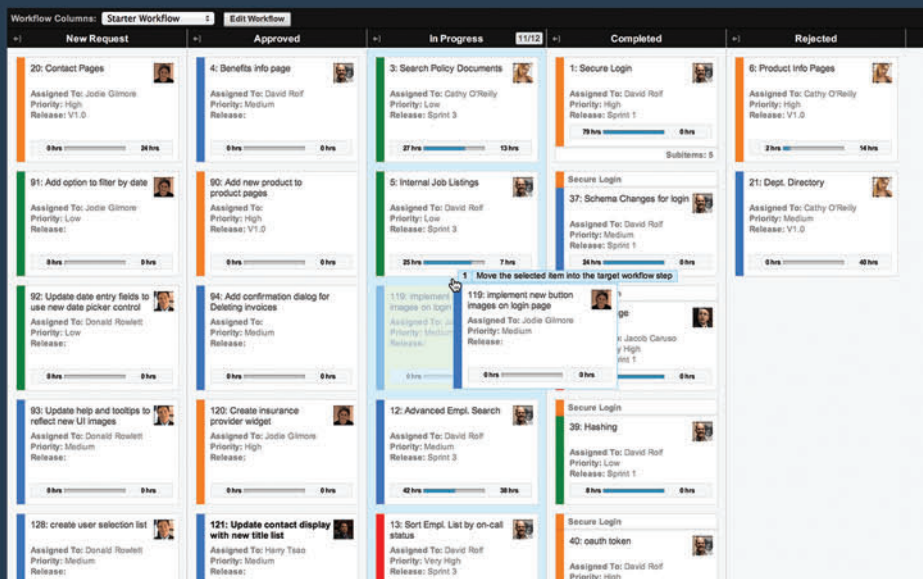 Workflow Columns: Starter Workflow Edit Workflow
New Request
20: Contact Pages
Assigned To: Jodie Gilmore
Priority: High
Release: V1.0
0 hrs 24 hrs
91: Add option to filter by date
Assigned To: Jodie Gilmore
Priority: Low
Release:
8 hrs 0 hrs
92: Update date entry fields to
use new date picker control
Assigned To: Donald Rowlett
Priority: Low
Release:
0 hrs 0 hrs
93: Update help and tooltips to
reflect new UI images
Assigned To: Donald Rowlett
Priority: Medium
Release:
0 hrs 0 hrs
128: create user selection list
Assigned To: Donald Rowlett
Priority: Medium
Release:
Approved
4: Benefits info page
Assigned To: David Rolf
Priority: Medium
Release:
0 hrs 0 hrs
90: Add new product to
product pages
Assigned To:
Priority: High
Release: V1.0
0 hrs 0 hrs
94: Add confirmation dialog for
Deleting invoices
Assigned To:
Priority: Medium
Release:
0 hrs 0 hrs
120: Create insurance
provider widget
Assigned To: Jodie Gilmore
Priority: High
Release:
0 hrs 0 hrs
121: Update contact display
with new title list
Assigned To: Harry Tsao
Priority: Medium
Release:
In Progress 11/12
3: Search Policy Documents
Assigned To: Cathy O'Reilly
Priority: Low
Release: Sprint 3
27 hrs 13 hrs
5: Internal Job Listings
Assigned To: David Rolf
Priority: Low
Release: Sprint 3
25 hrs 7 hrs
1 Move the selected item into the target workflow step
119: implement
images on login
Assigned To:
Priority: Medium
Release:
0 hrs
119: implement new button
images on login page
Assigned To: Jodie Gilmore
Priority: Medium
Release:
0 hrs 0 hrs
12: Advanced Empl. Search
Assigned To: David Rolf
Priority: Medium
Release: Sprint 3
42 hrs 38 hrs
13: Sort Empl. List by on-call
status
Assigned To: David Rolf
Priority: Very High
Release: Sprint 3
Completed
1: Secure Login
Assigned To: David Rolf
Priority: High
Release: Sprint 1
79 hrs 0 hrs
Subitems: 5
Secure Login
37: Schema Changes for login
Assigned To: David Rolf
Priority: Medium
Release: Sprint 1
24 hrs 0 hrs
ge
Jacob Caruso
High
int 1
0 hrs
Secure Login
39: Hashing
Assigned To: David Rolf
Priority: Low
Release: Sprint 1
8 hrs 0 hrs
Secure Login
40: oauth token
Assigned To: David Rolf
Priority: High
Rejected
6: Product Info Pages
Assigned To: Cathy O'Reilly
Priority: High
Release: V1.0
2 hrs 14 hrs
21: Dept. Directory
Assigned To: Cathy O'Reilly
Priority: Medium
Release: V1.0
0 hrs 40 hrs